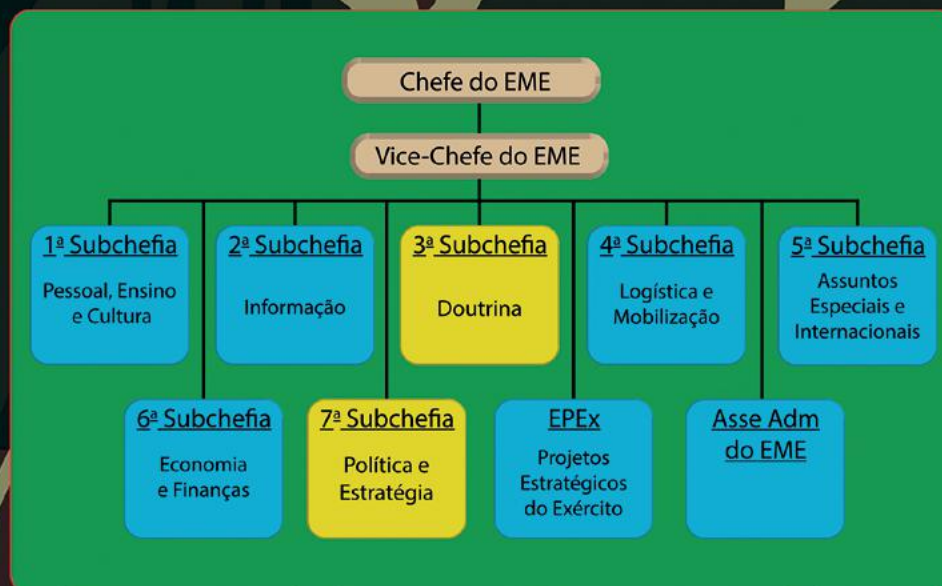 Chefe do EME
Vice-Chefe do EME
1ª Subchefia
Pessoal, Ensino
e Cultura
2ª Subchefia
Informação
3ª Subchefia
Doutrina
4ª Subchefia
Logística e
Mobilização
5ª Subchefia
Assuntos
Especiais e
Internacionais
6ª Subchefia
Economia
e Finanças
7ª Subchefia
Política e
Estratégia
EPEx
Projetos
Estratégicos
do Exército
Asse Adm
do EME